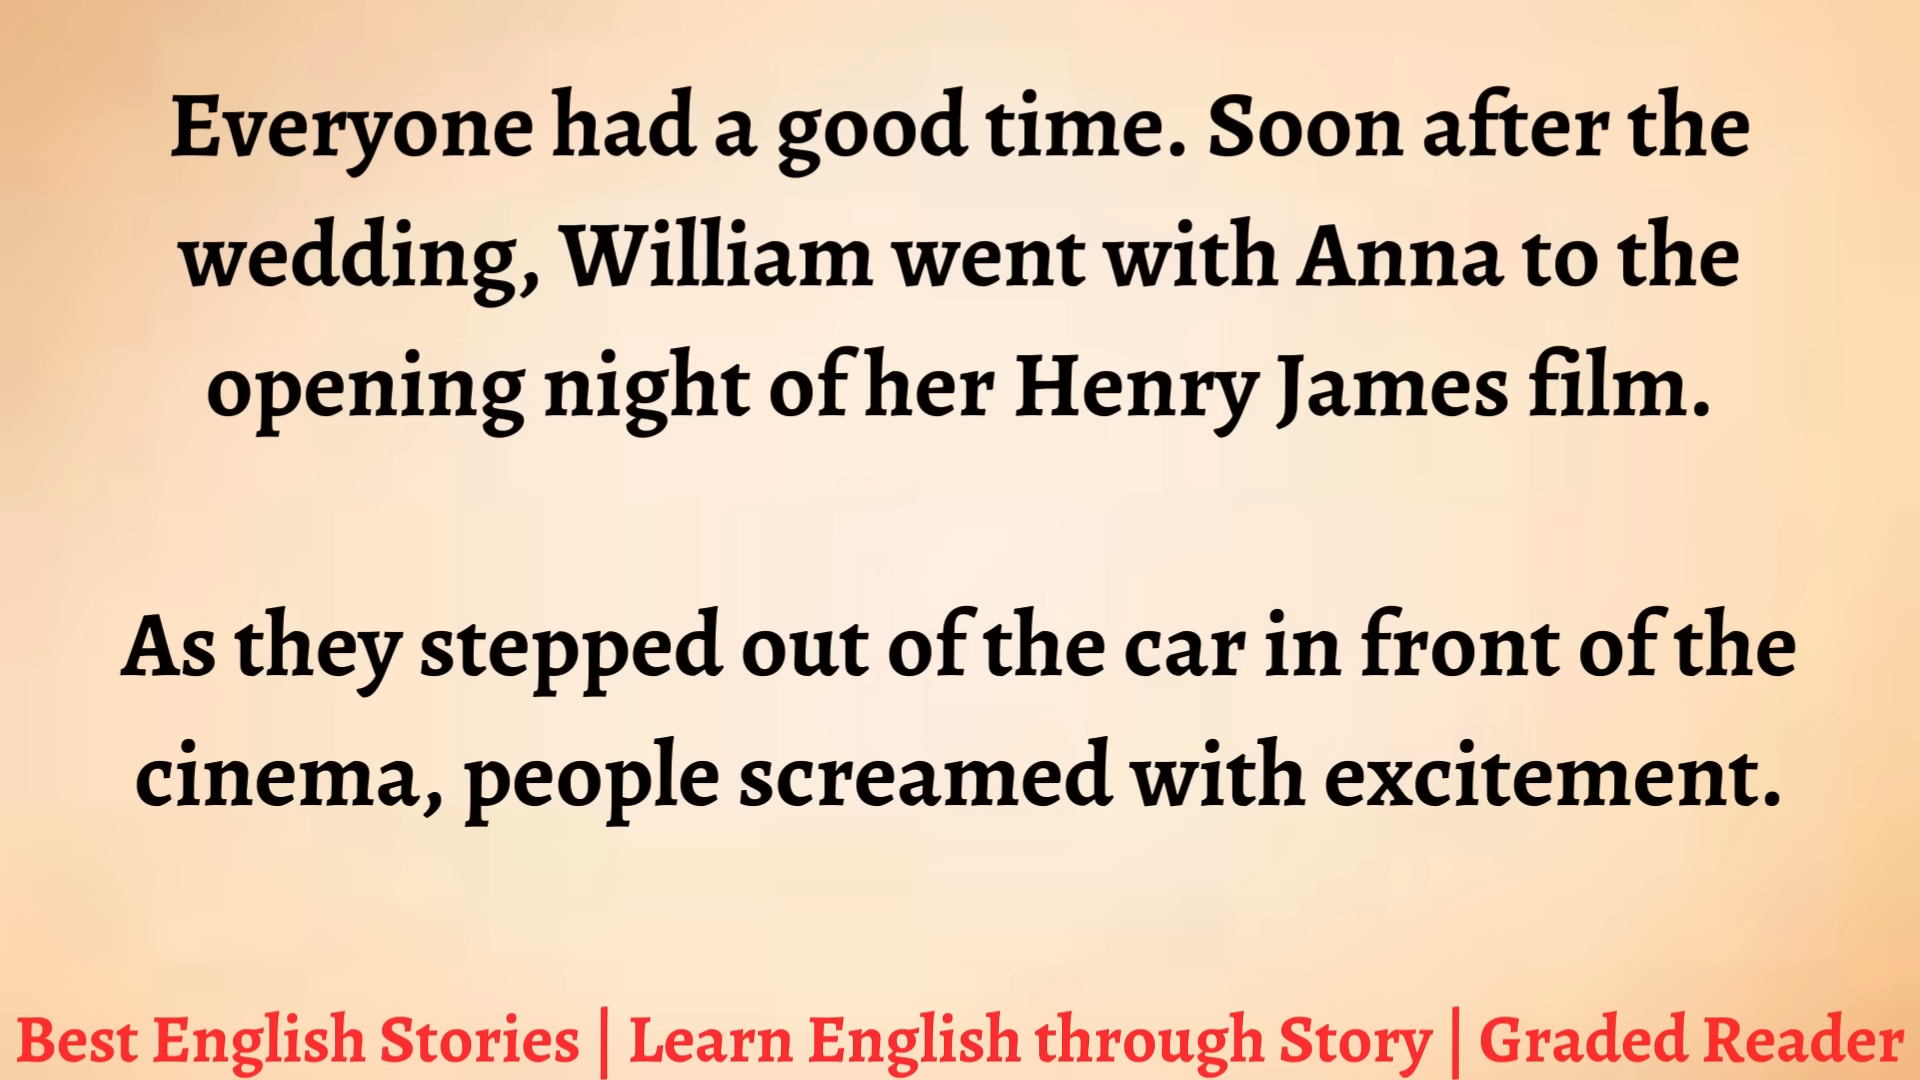 Everyone had a good time. Soon after the
wedding, William went with Anna to the
opening night of her Henry James film.
As they stepped out of the car in front of the
cinema, people screamed with excitement.
Best English Stories | Learn English through Story | Graded Reader